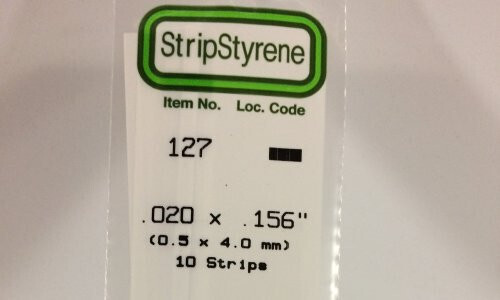 StripStyrene
Item No. Loc. Code
127
.020 x .156"
(0.5 x 4.0 mm)
10 Strips